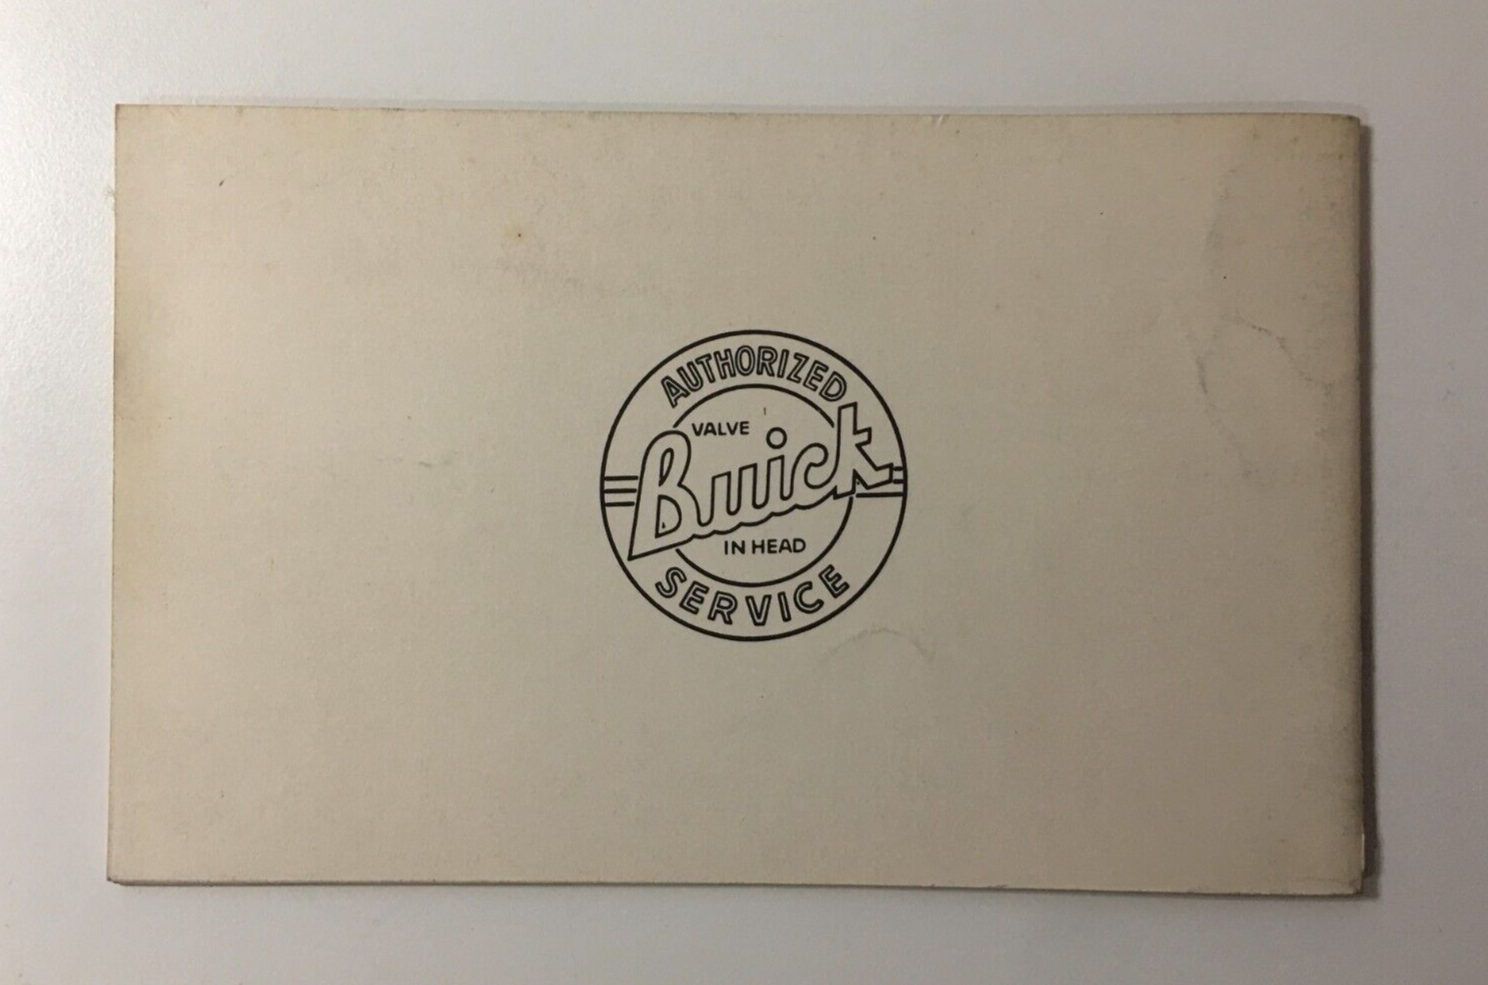 AUTHORIZED
VALVE
Buick
IN HEAD
SERVICE